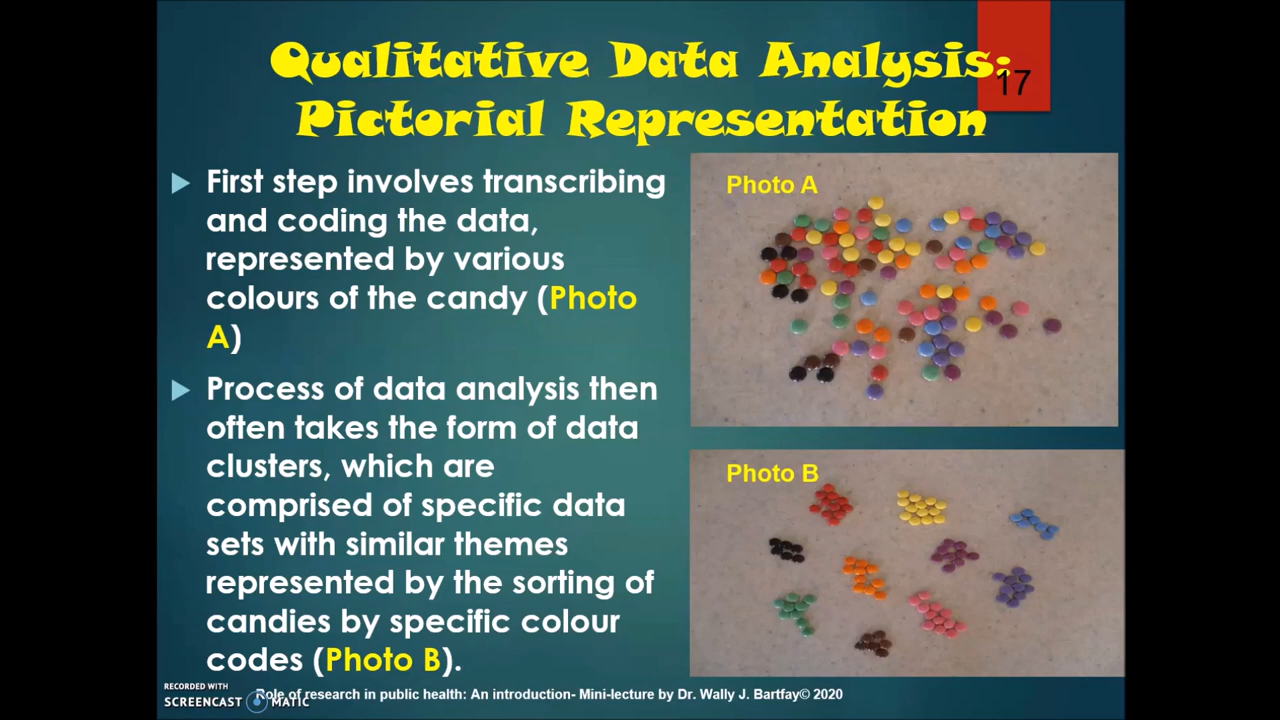 Qualitative Data Analysis:
17
Pictorial Representation
First step involves transcribing
and coding the data,
represented by various
colours of the candy (Photo
A)
Process of data analysis then
often takes the form of data
clusters, which are
comprised of specific data
sets with similar themes
represented by the sorting of
candies by specific colour
codes (Photo B).
Photo A
Photo B
Role of research in public health: An introduction- Mini-lecture by Dr. Wally J. Bartfay© 2020
RECORDED WITH
SCREENCAST MATIC